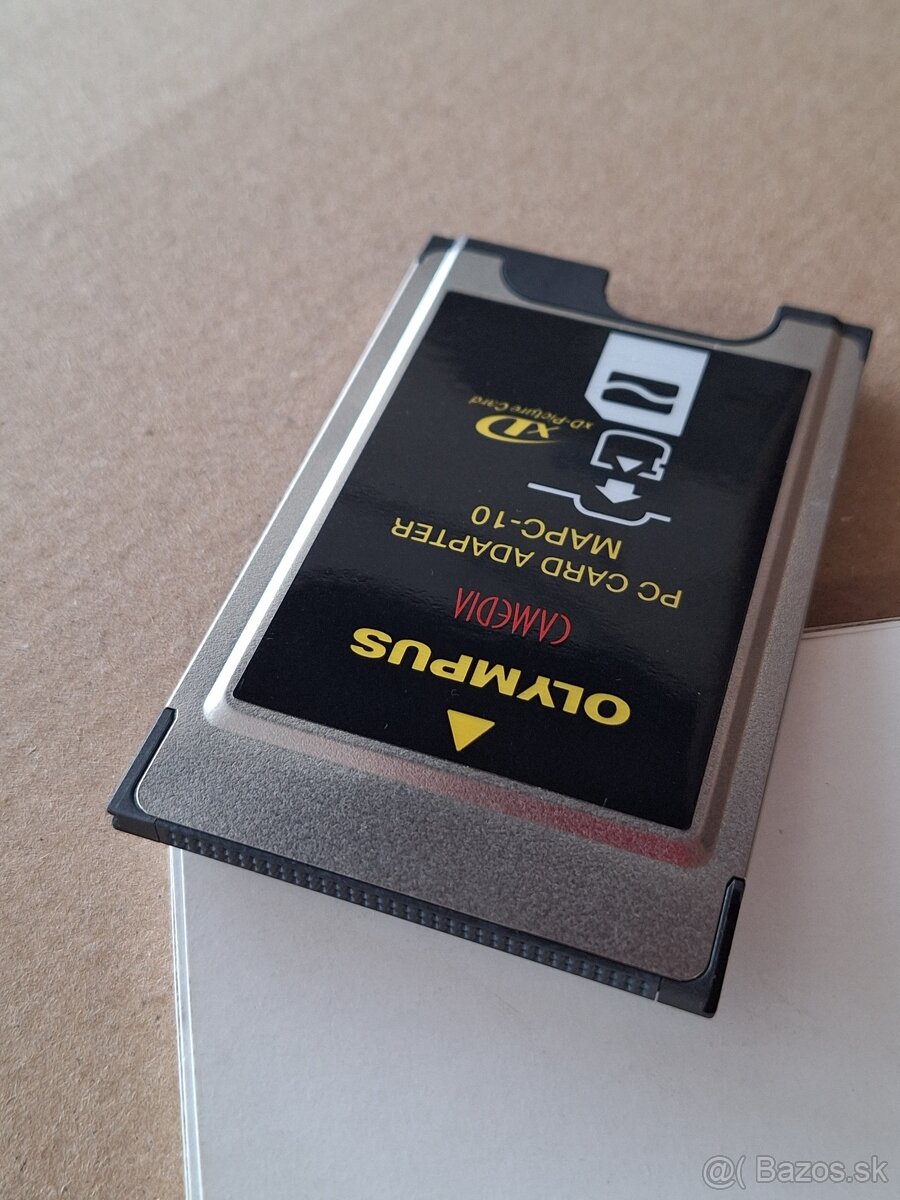 OLYMPUS
CAMEDIA
PC CARD ADAPTER
MAPC-10
xD
xD-Picture Card
@( Bazos.sk